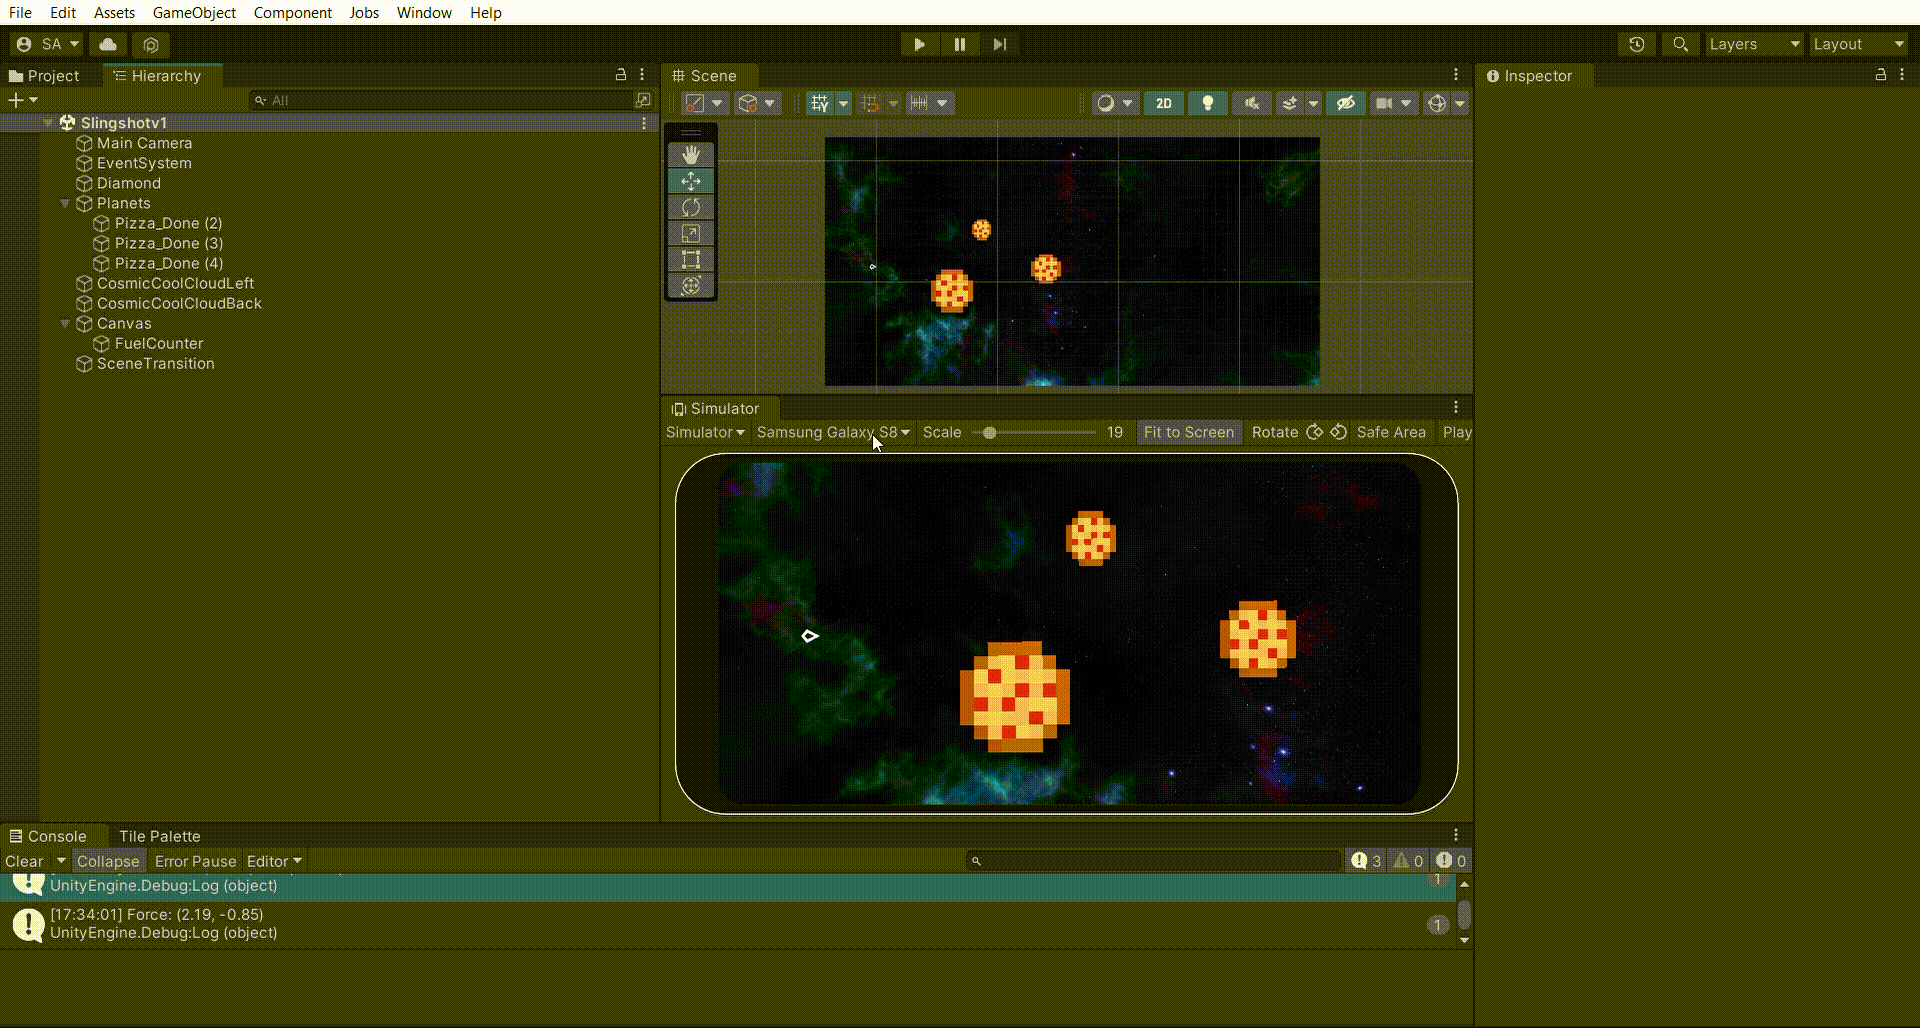 File Edit Assets GameObject Component Jobs Window Help
SA Layers Layout
Project Hierarchy
All
Slingshotv1
Main Camera
EventSystem
Diamond
Planets
Pizza_Done (2)
Pizza_Done (3)
Pizza_Done (4)
CosmicCoolCloudLeft
CosmicCoolCloudBack
Canvas
FuelCounter
SceneTransition
Scene
2D
Simulator
Simulator Samsung Galaxy S8 Scale 19 Fit to Screen Rotate Safe Area Play
Inspector
Console Tile Palette
Clear Collapse Error Pause Editor 3 0 0
UnityEngine.Debug:Log (object) 1
[17:34:01] Force: (2.19, -0.85)
UnityEngine.Debug:Log (object) 1